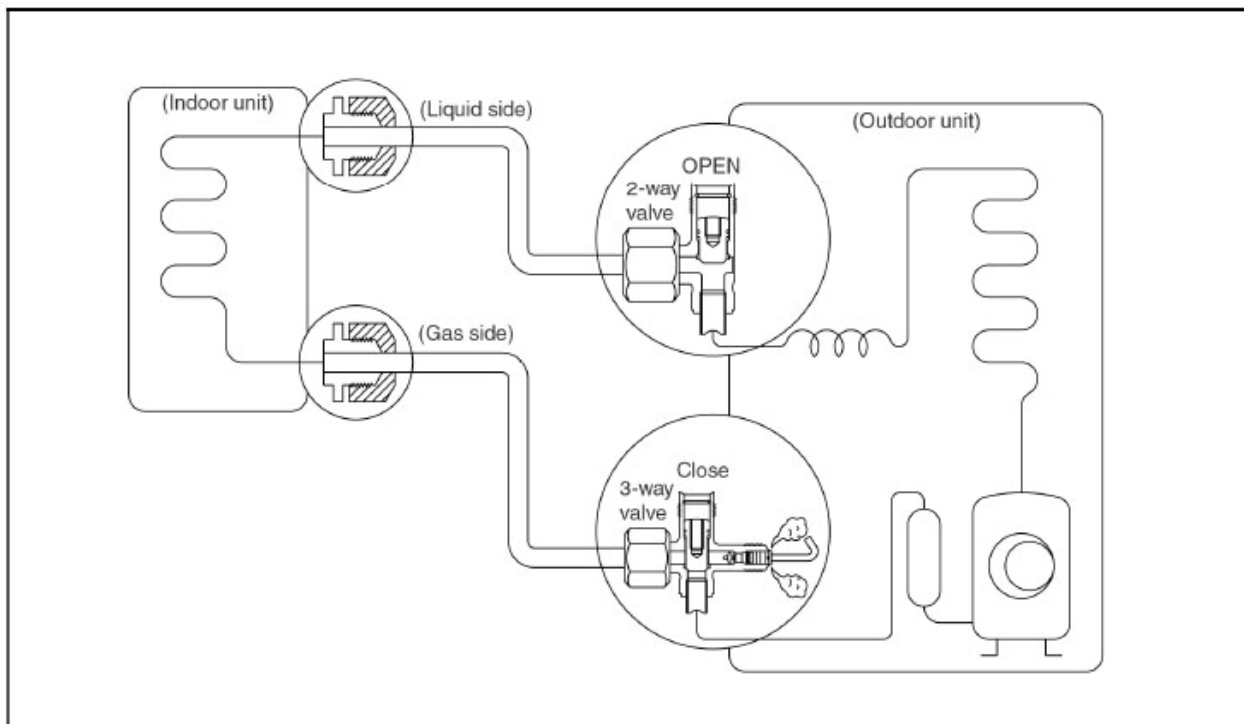 (Indoor unit)
(Liquid side)
(Outdoor unit)
OPEN
2-way
valve
(Gas side)
Close
3-way
valve